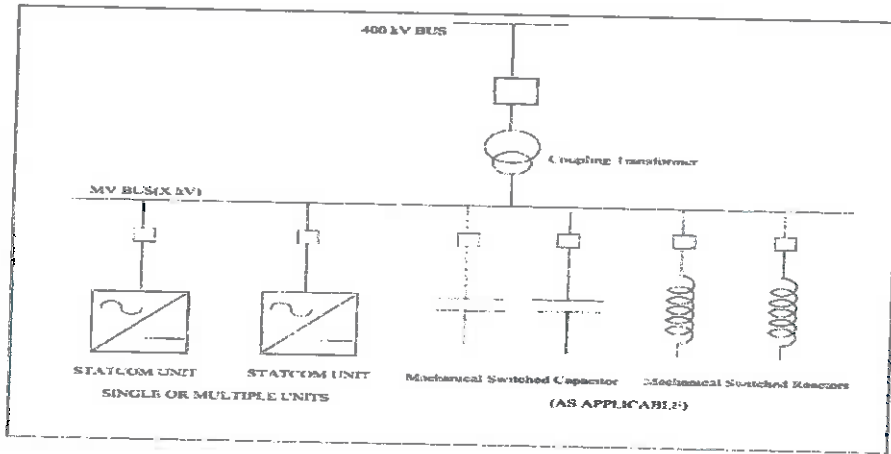 400 kV BUS
Coupling Transformer
MV BUS(X kV)
STATCOM UNIT STATCOM UNIT Mechanical Switched Capacitor Mechanical Switched Reactors
SINGLE OR MULTIPLE UNITS (AS APPLICABLE)